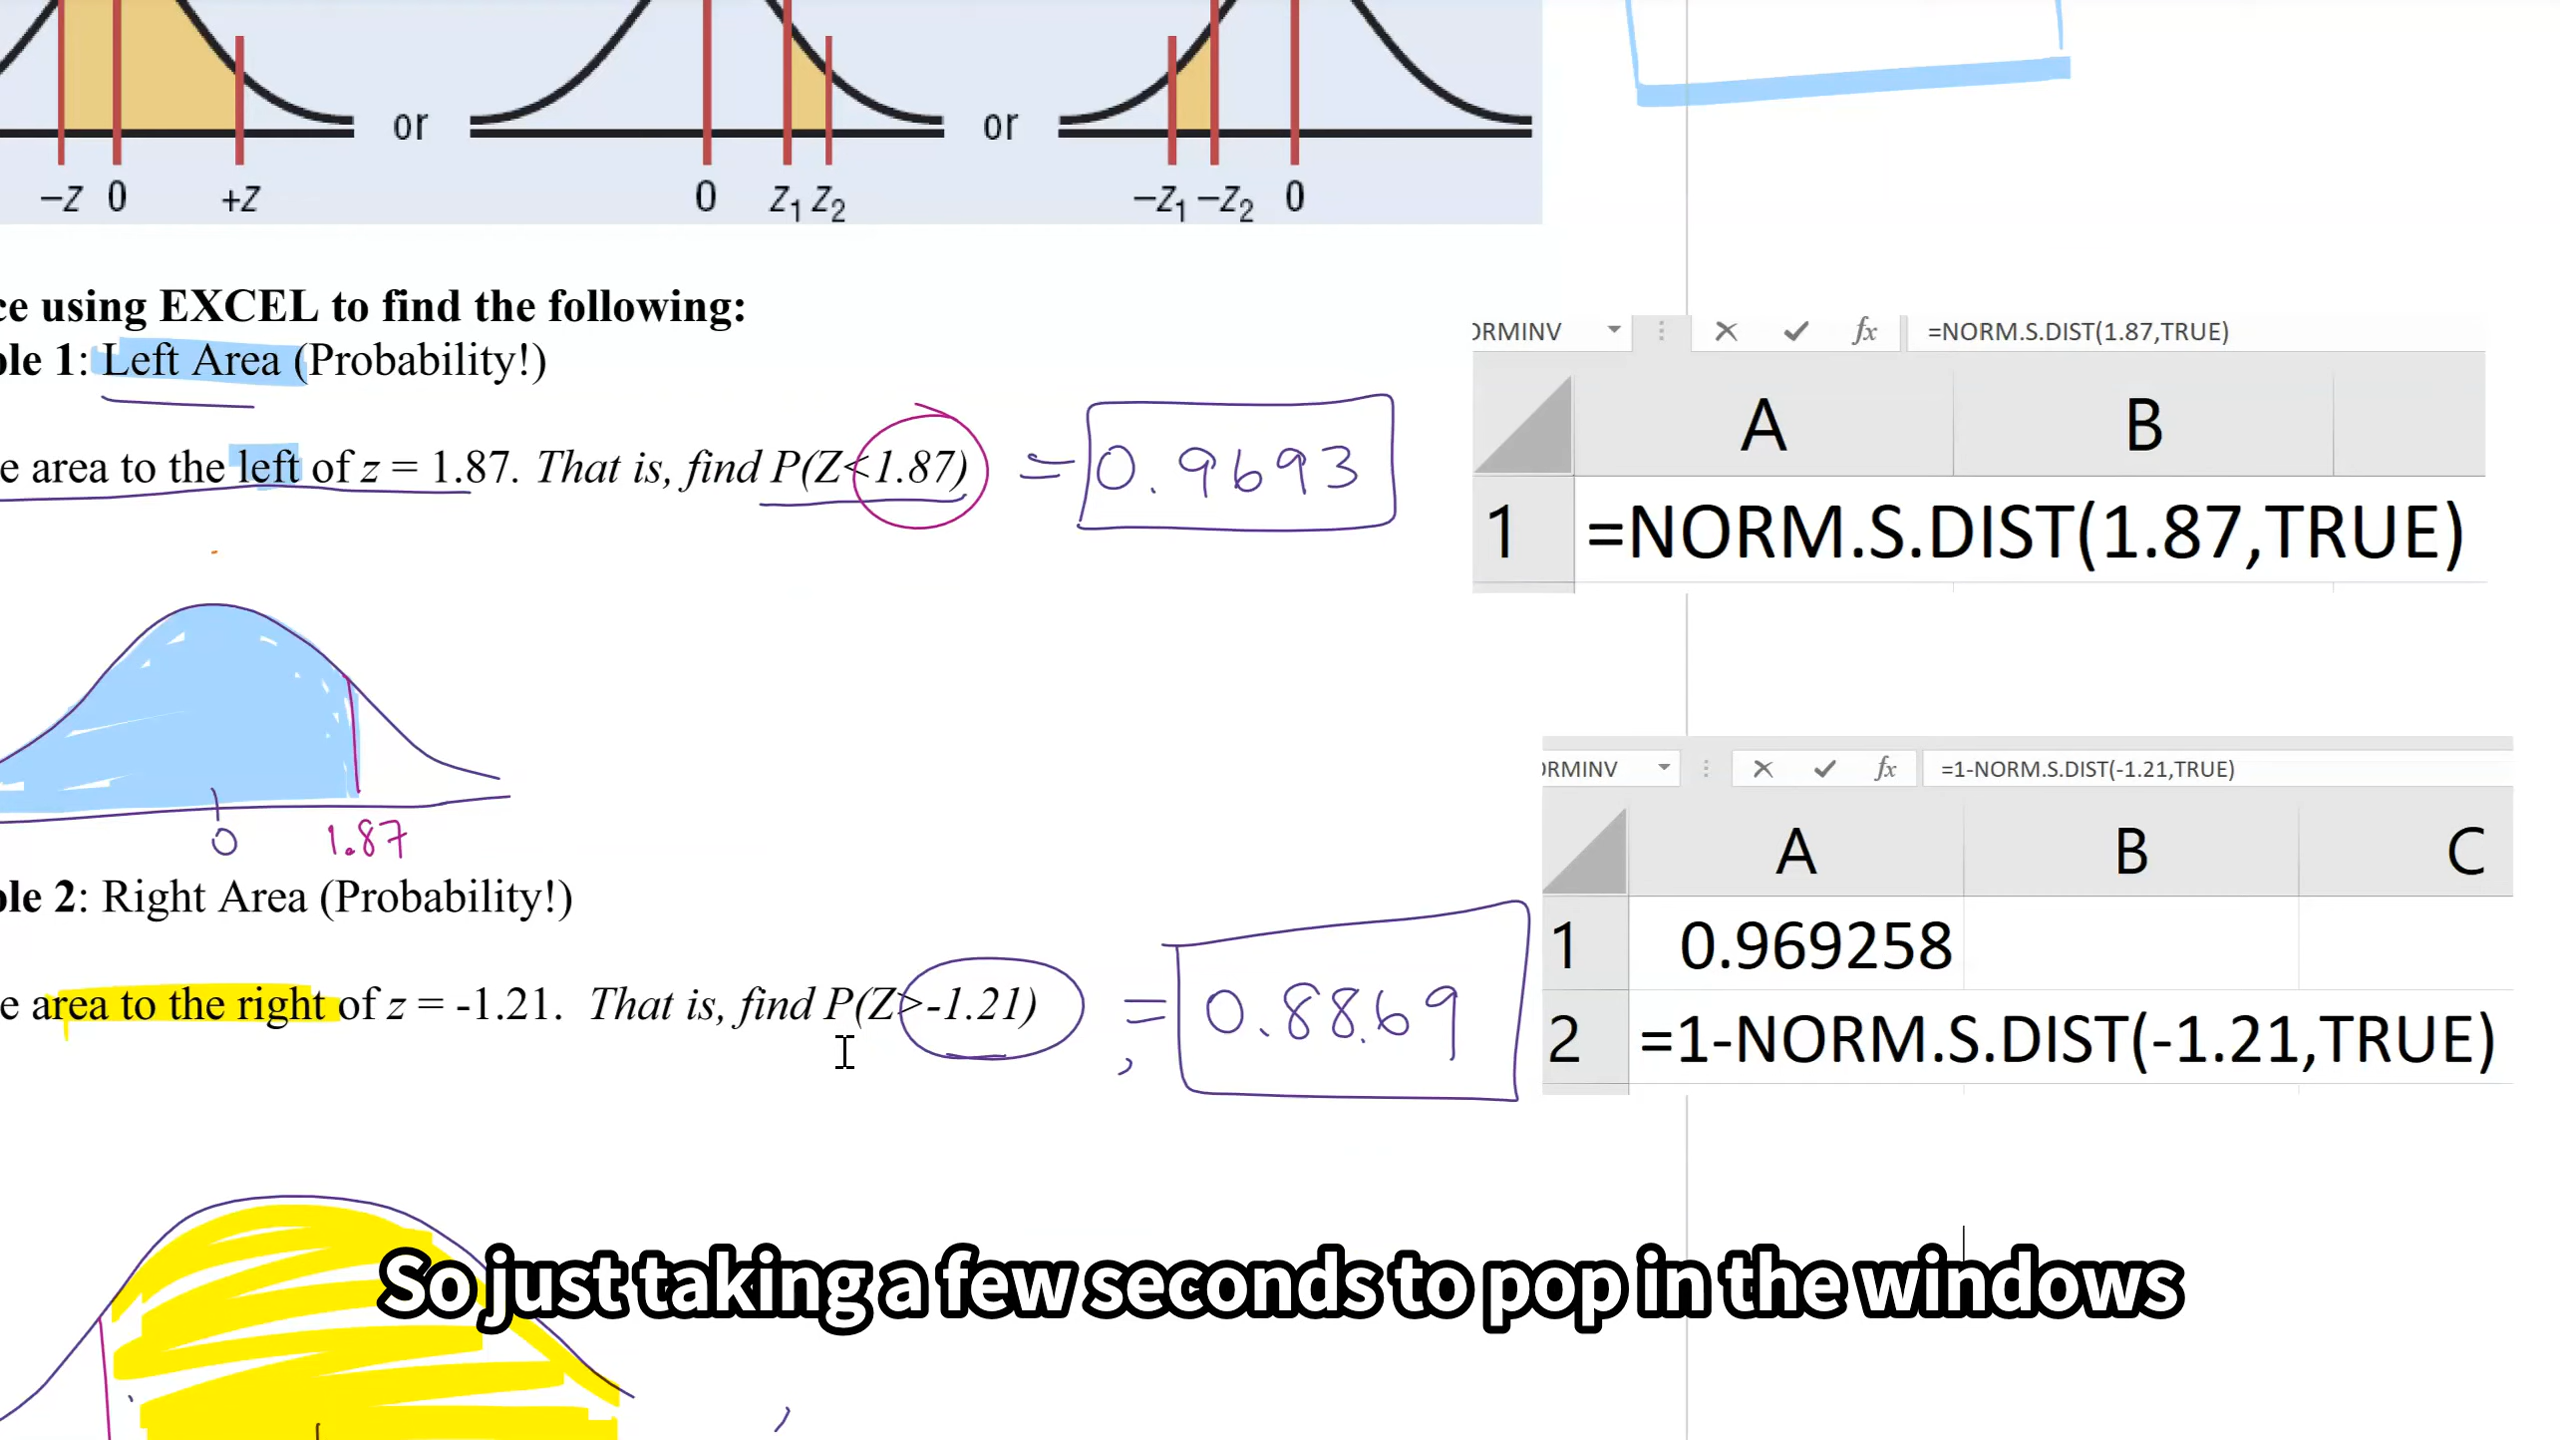 or
or
–z 0 +z
0 z1 z2
–z1 –z2 0
ce using EXCEL to find the following:
ple 1: Left Area (Probability!)
e area to the left of z = 1.87. That is, find P(Z<1.87) = 0.9693
ORMINV fx =NORM.S.DIST(1.87,TRUE)
A B
1 =NORM.S.DIST(1.87,TRUE)
0 1.87
ple 2: Right Area (Probability!)
e area to the right of z = -1.21. That is, find P(Z>-1.21) = 0.8869
ORMINV fx =1-NORM.S.DIST(-1.21,TRUE)
A B C
1 0.969258
2 =1-NORM.S.DIST(-1.21,TRUE)
So just taking a few seconds to pop in the windows